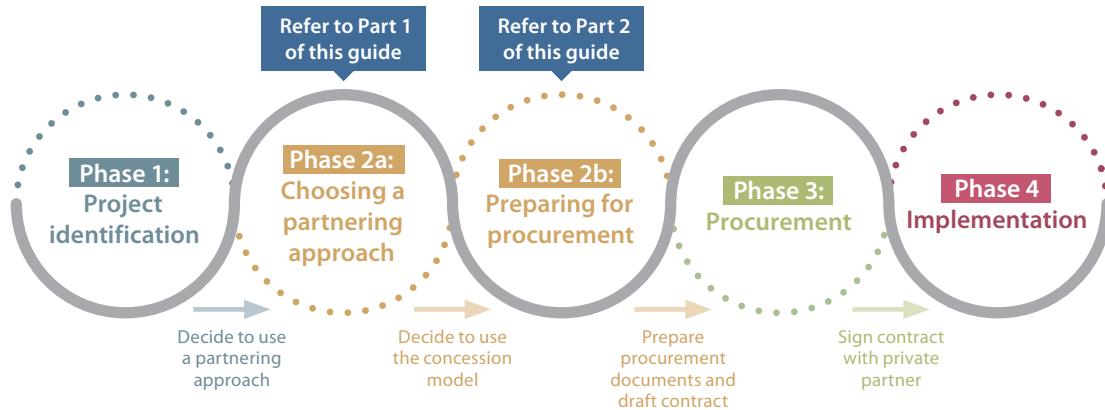 Refer to Part 1
of this guide
Refer to Part 2
of this guide
Phase 1:
Project
identification
Phase 2a:
Choosing a
partnering
approach
Phase 2b:
Preparing for
procurement
Phase 3:
Procurement
Phase 4
Implementation
Decide to use
a partnering
approach
Decide to use
the concession
model
Prepare
procurement
documents and
draft contract
Sign contract
with private
partner